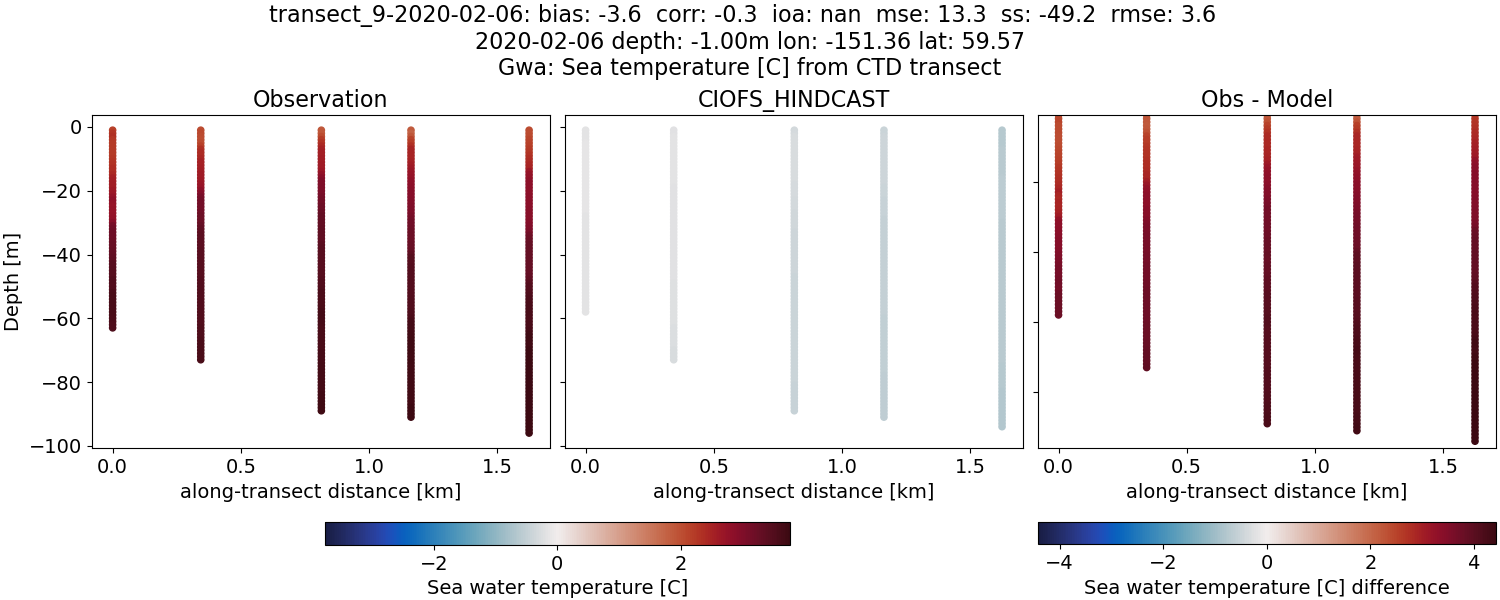 transect_9-2020-02-06: bias: -3.6  corr: -0.3  ioa: nan  mse: 13.3  ss: -49.2  rmse: 3.6
2020-02-06 depth: -1.00m lon: -151.36 lat: 59.57
Gwa: Sea temperature [C] from CTD transect
Observation
CIOFS_HINDCAST
Obs - Model
Depth [m]
0
−20
−40
−60
−80
−100
0.0 0.5 1.0 1.5
0.0 0.5 1.0 1.5
0.0 0.5 1.0 1.5
along-transect distance [km]
along-transect distance [km]
along-transect distance [km]
−2 0 2
Sea water temperature [C]
−4 −2 0 2 4
Sea water temperature [C] difference